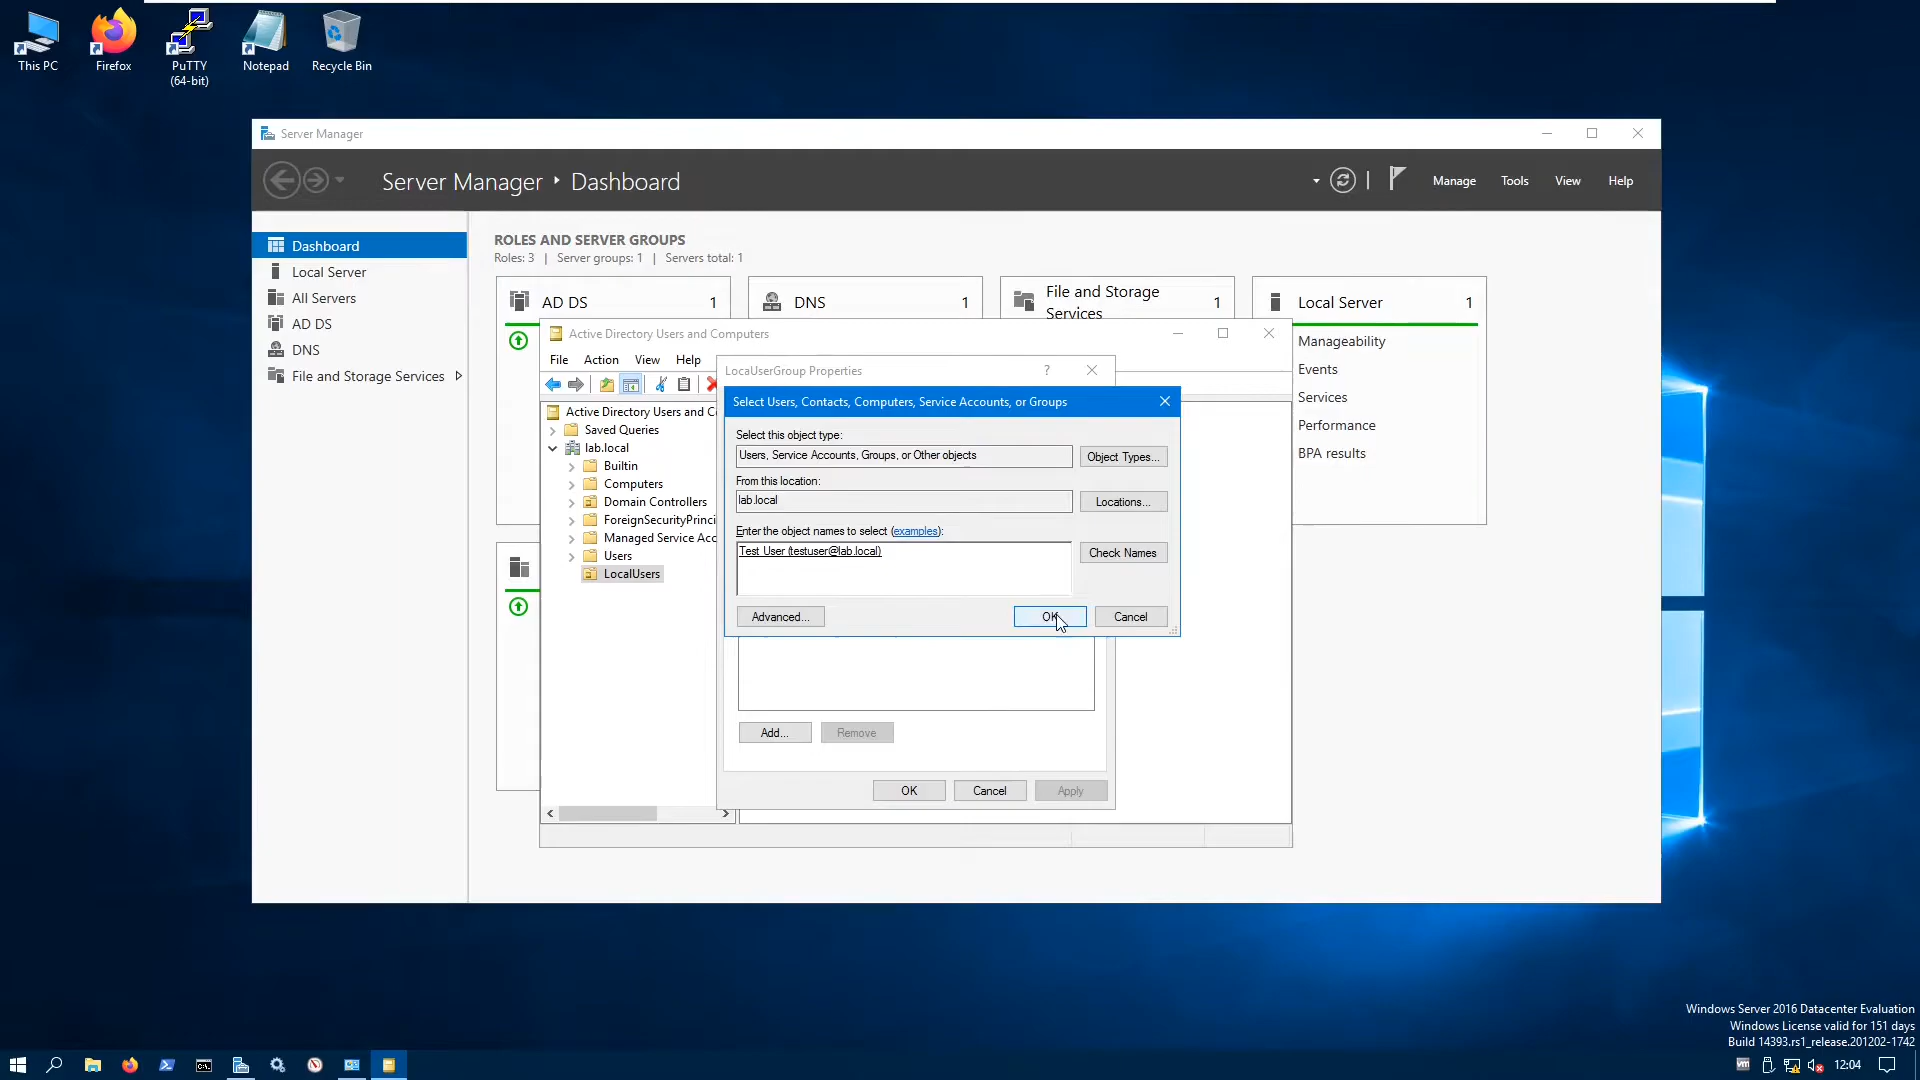 This PC
Firefox
PuTTY
(64-bit)
Notepad
Recycle Bin
Server Manager
Server Manager
Dashboard
Manage
Tools
View
Help
Dashboard
Local Server
All Servers
AD DS
DNS
File and Storage Services
ROLES AND SERVER GROUPS
Roles: 3 | Server groups: 1 | Servers total: 1
AD DS
1
DNS
1
File and Storage
Services
1
Local Server
1
Manageability
Events
Services
Performance
BPA results
Active Directory Users and Computers
File
Action
View
Help
Active Directory Users and C
Saved Queries
lab.local
Builtin
Computers
Domain Controllers
ForeignSecurityPrinci
Managed Service Acc
Users
LocalUsers
LocaUserGroup Properties
?
Select Users, Contacts, Computers, Service Accounts, or Groups
Select this object type:
Users, Service Accounts, Groups, or Other objects
Object Types...
From this location:
lab.local
Locations...
Enter the object names to select (examples):
Test User (testuser@lab.local)
Check Names
Advanced...
OK
Cancel
Add...
Remove
OK
Cancel
Apply
Windows Server 2016 Datacenter Evaluation
Windows License valid for 151 days
Build 14393.rs1_release.201202-1742
12:04